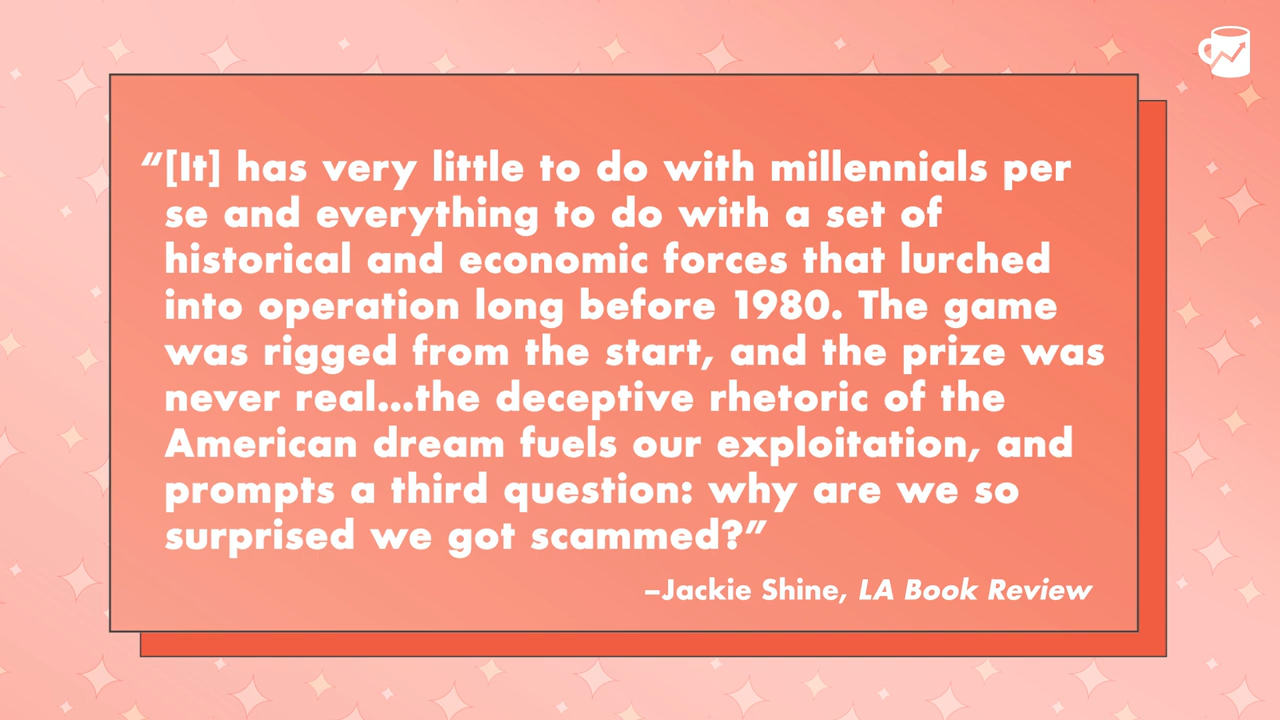 “[It] has very little to do with millennials per
se and everything to do with a set of
historical and economic forces that lurched
into operation long before 1980. The game
was rigged from the start, and the prize was
never real...the deceptive rhetoric of the
American dream fuels our exploitation, and
prompts a third question: why are we so
surprised we got scammed?”
–Jackie Shine, LA Book Review